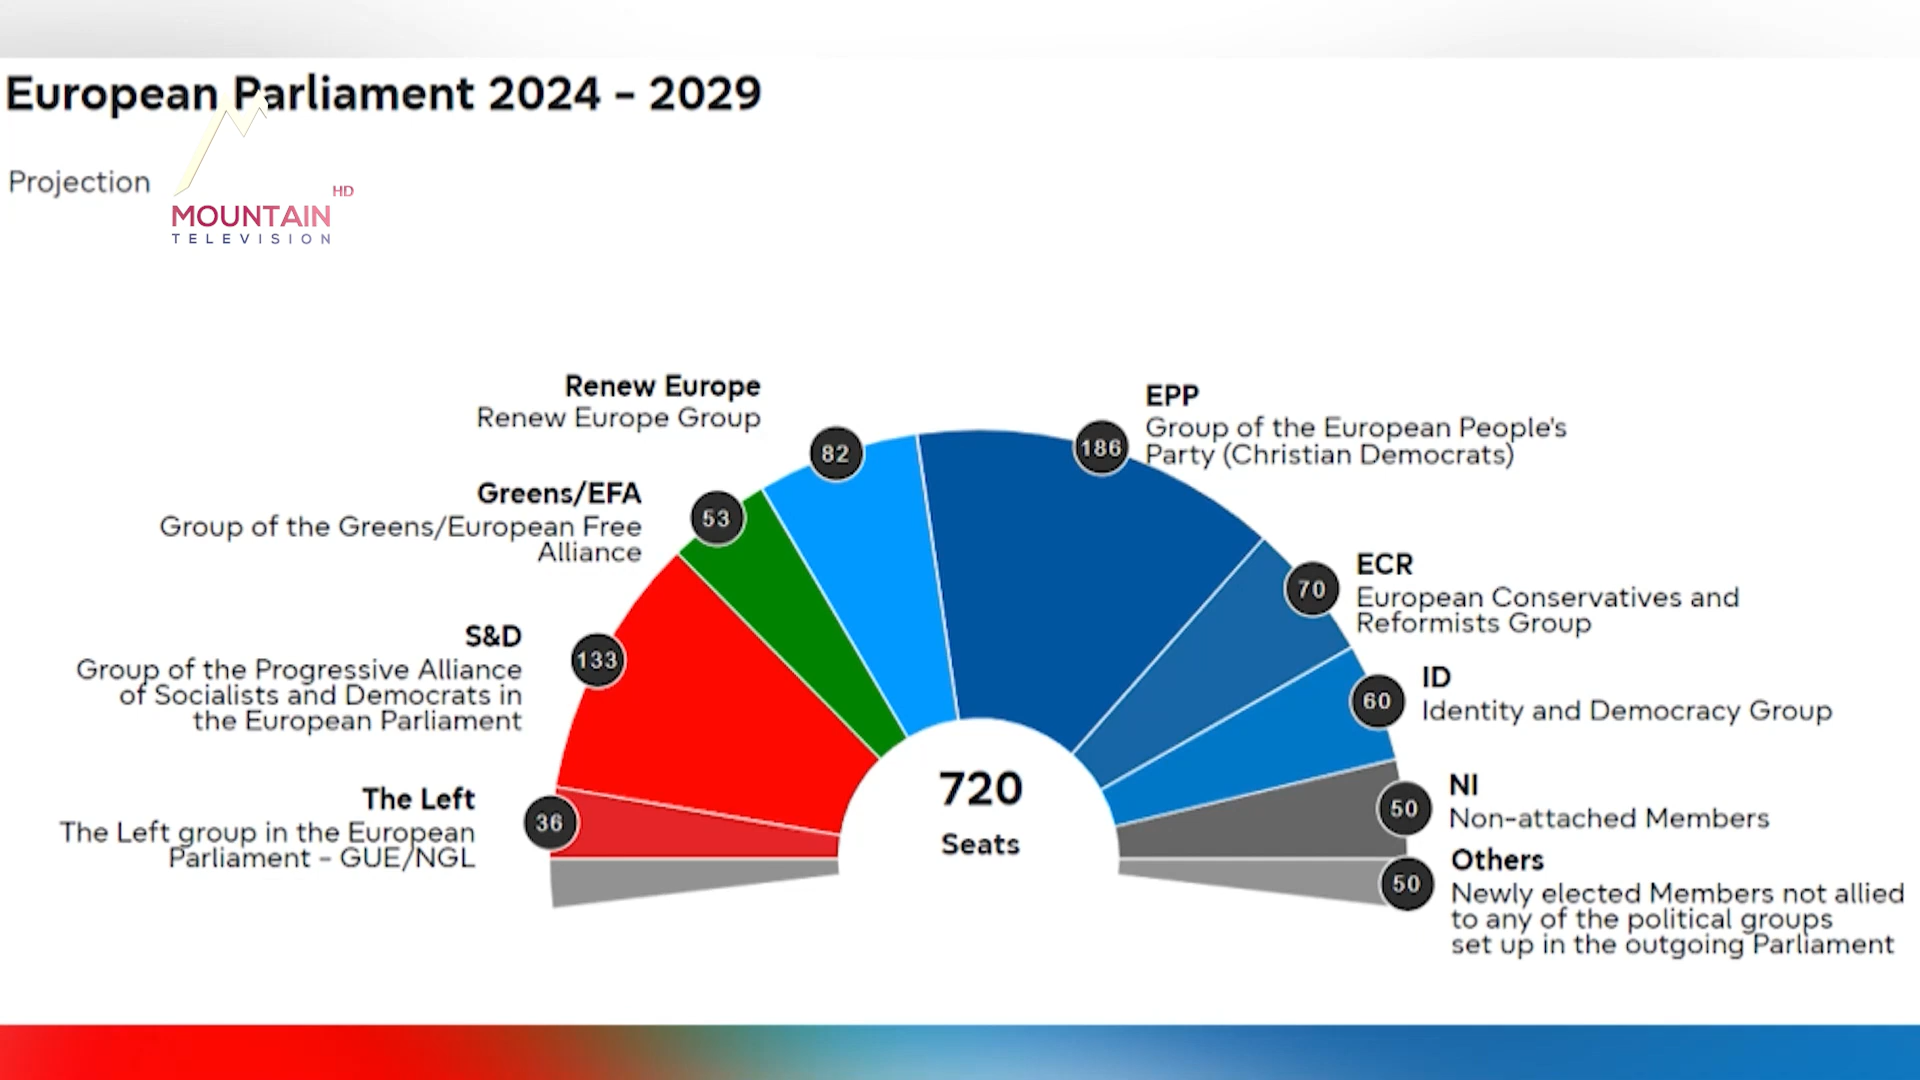 European Parliament 2024 – 2029
Projection
HD
MOUNTAIN
TELEVISION
Renew Europe
Renew Europe Group
82
EPP
Group of the European People's
Party (Christian Democrats)
186
Greens/EFA
Group of the Greens/European Free
Alliance
53
ECR
European Conservatives and
Reformists Group
70
S&D
Group of the Progressive Alliance
of Socialists and Democrats in
the European Parliament
133
ID
Identity and Democracy Group
60
The Left
The Left group in the European
Parliament – GUE/NGL
36
720
Seats
NI
Non-attached Members
50
Others
Newly elected Members not allied
to any of the political groups
set up in the outgoing Parliament
50